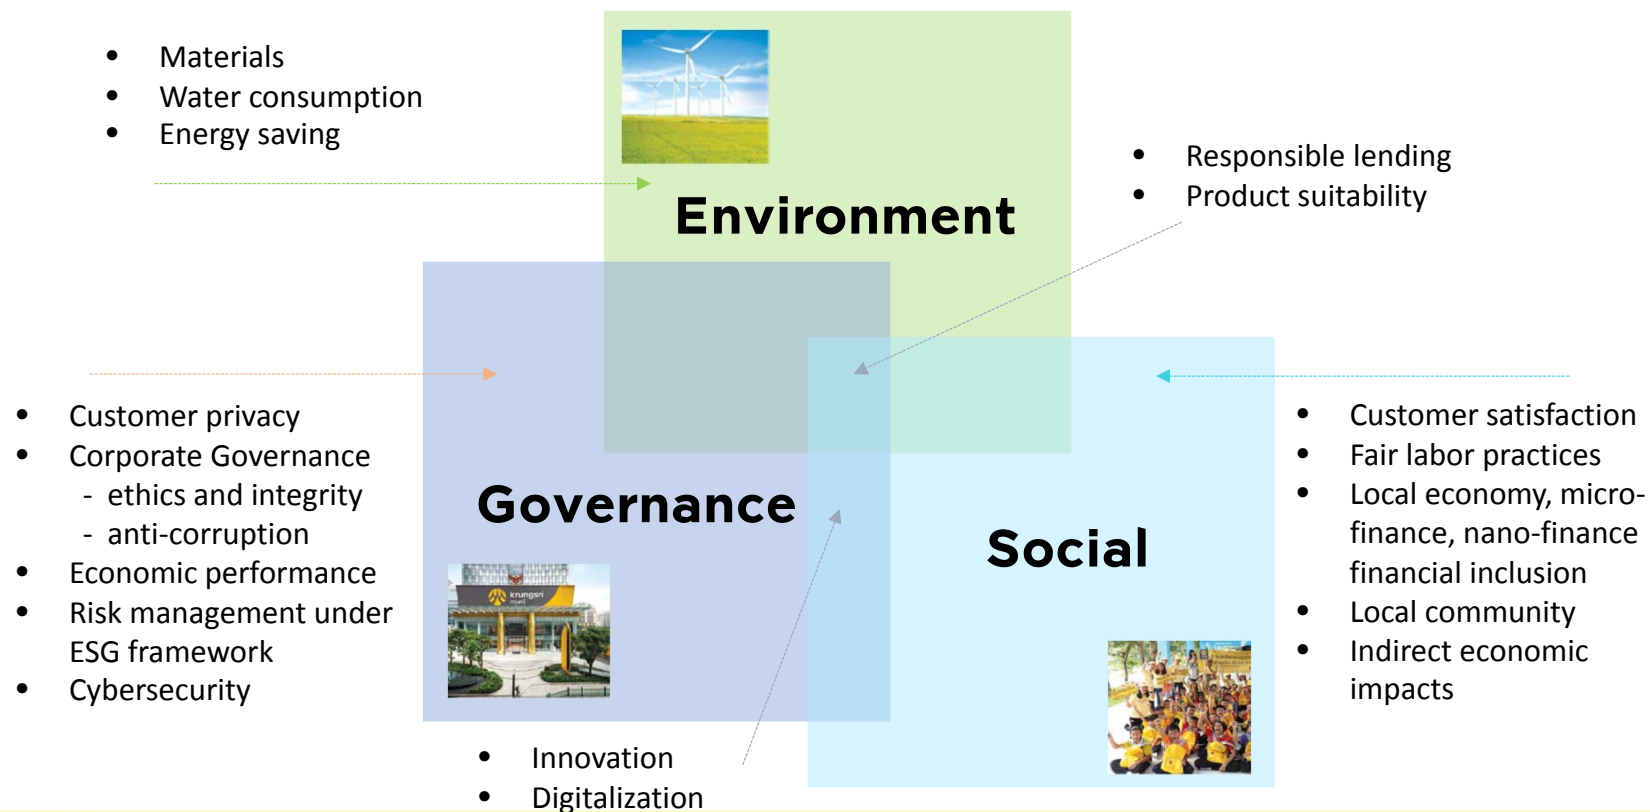 • Materials
• Water consumption
• Energy saving
Environment
• Responsible lending
• Product suitability
• Customer privacy
• Corporate Governance
- ethics and integrity
- anti-corruption
• Economic performance
• Risk management under
ESG framework
• Cybersecurity
Governance
krungsri
• Innovation
• Digitalization
Social
• Customer satisfaction
• Fair labor practices
• Local economy, micro-
finance, nano-finance
financial inclusion
• Local community
• Indirect economic
impacts